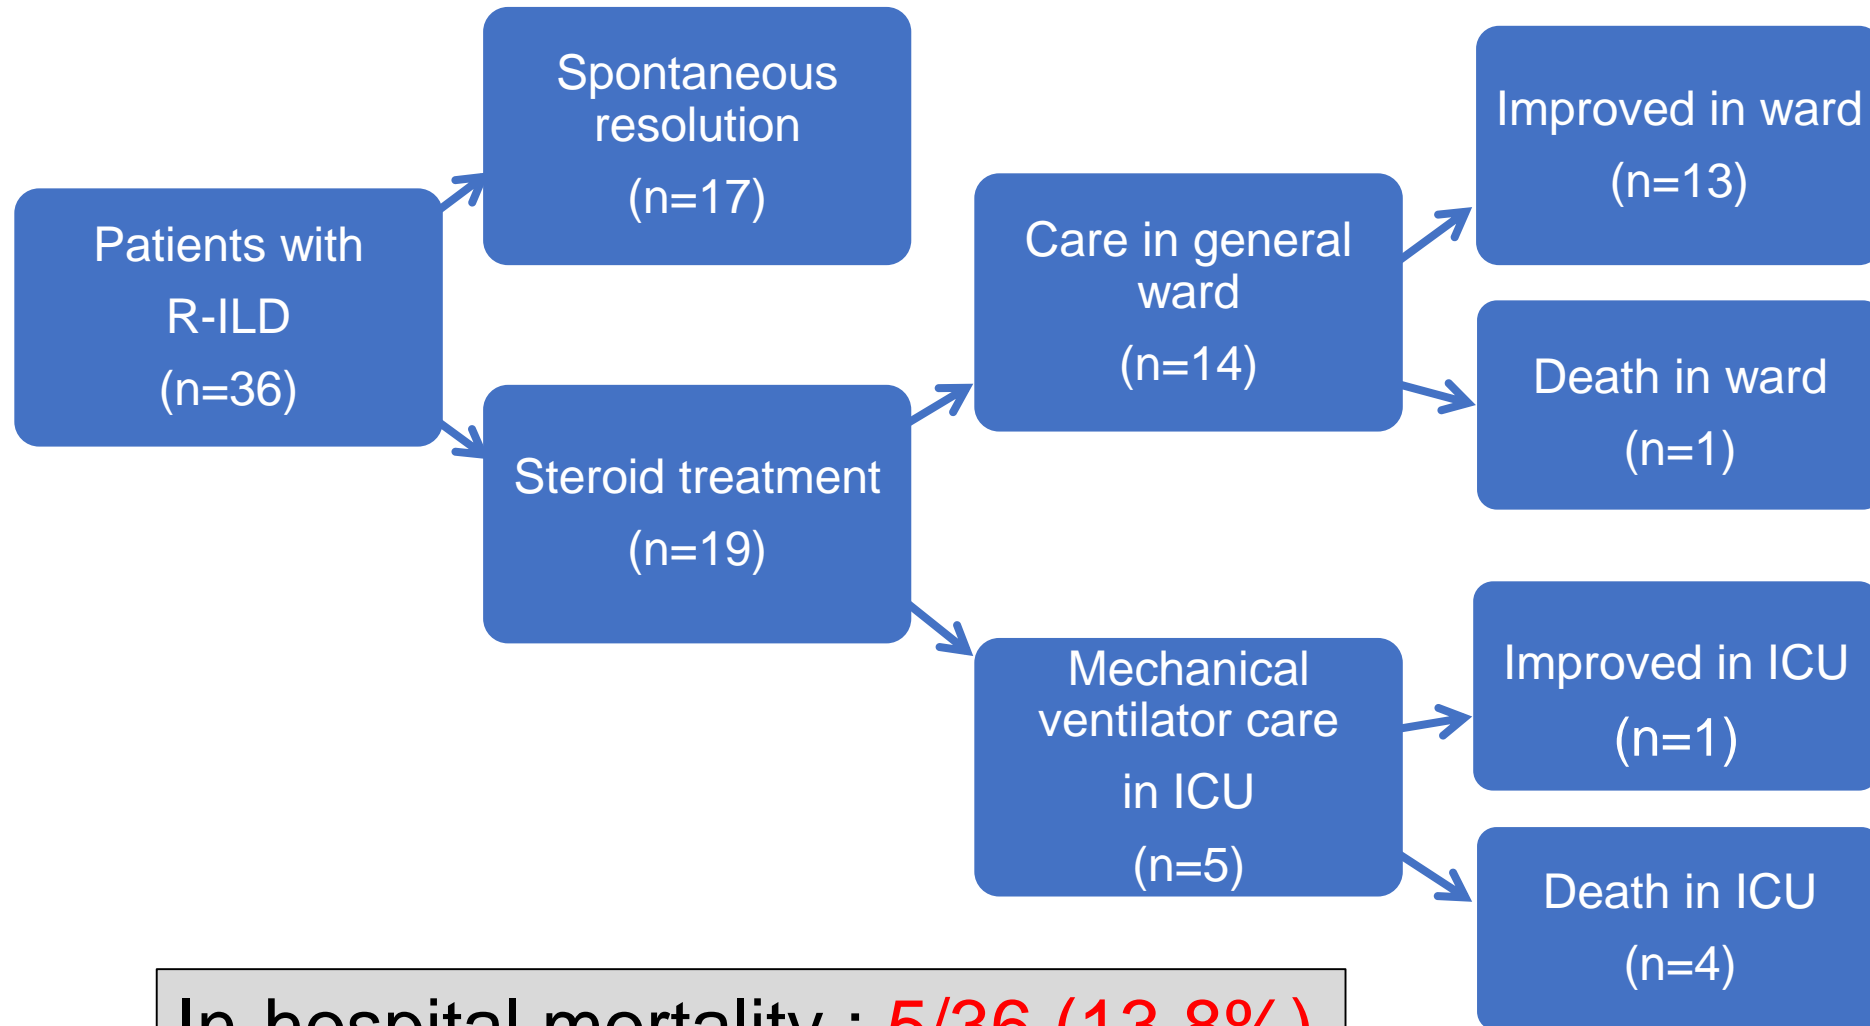 Patients with
R-ILD
(n=36)
Spontaneous
resolution
(n=17)
Steroid treatment
(n=19)
Care in general
ward
(n=14)
Mechanical
ventilator care
in ICU
(n=5)
Improved in ward
(n=13)
Death in ward
(n=1)
Improved in ICU
(n=1)
Death in ICU
(n=4)
In hospital mortality : 5/36 (13.8%)